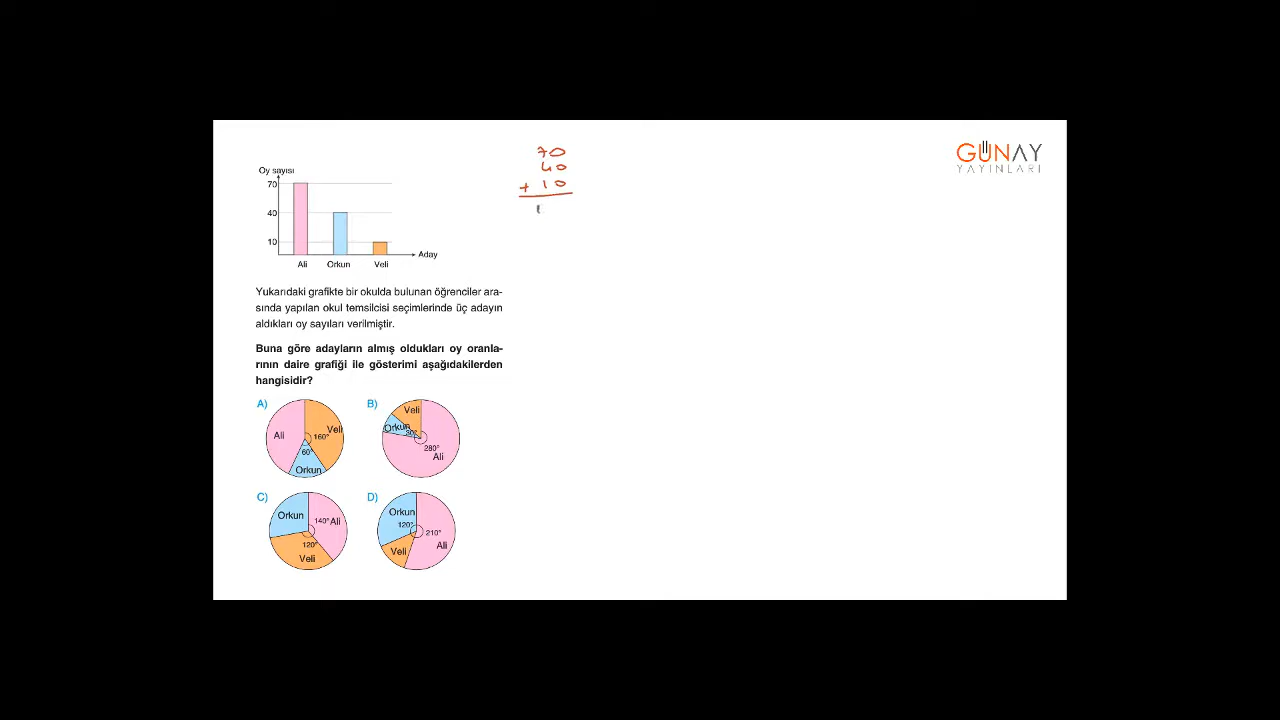 GÜNAY
YAYINLARI
70
40
+ 10
Oy sayısı
70
40
10
Aday
Ali Orkun Veli
Yukarıdaki grafikte bir okulda bulunan öğrenciler ara-
sında yapılan okul temsilcisi seçimlerinde üç adayın
aldıkları oy sayıları verilmiştir.
Buna göre adayların almış oldukları oy oranla-
rının daire grafiği ile gösterimi aşağıdakilerden
hangisidir?
A)
Ali
Veli
160°
60°
Orkun
B)
Veli
Orkun
30°
280°
Ali
C)
Orkun
140° Ali
120°
Veli
D)
Orkun
120°
210°
Veli
Ali